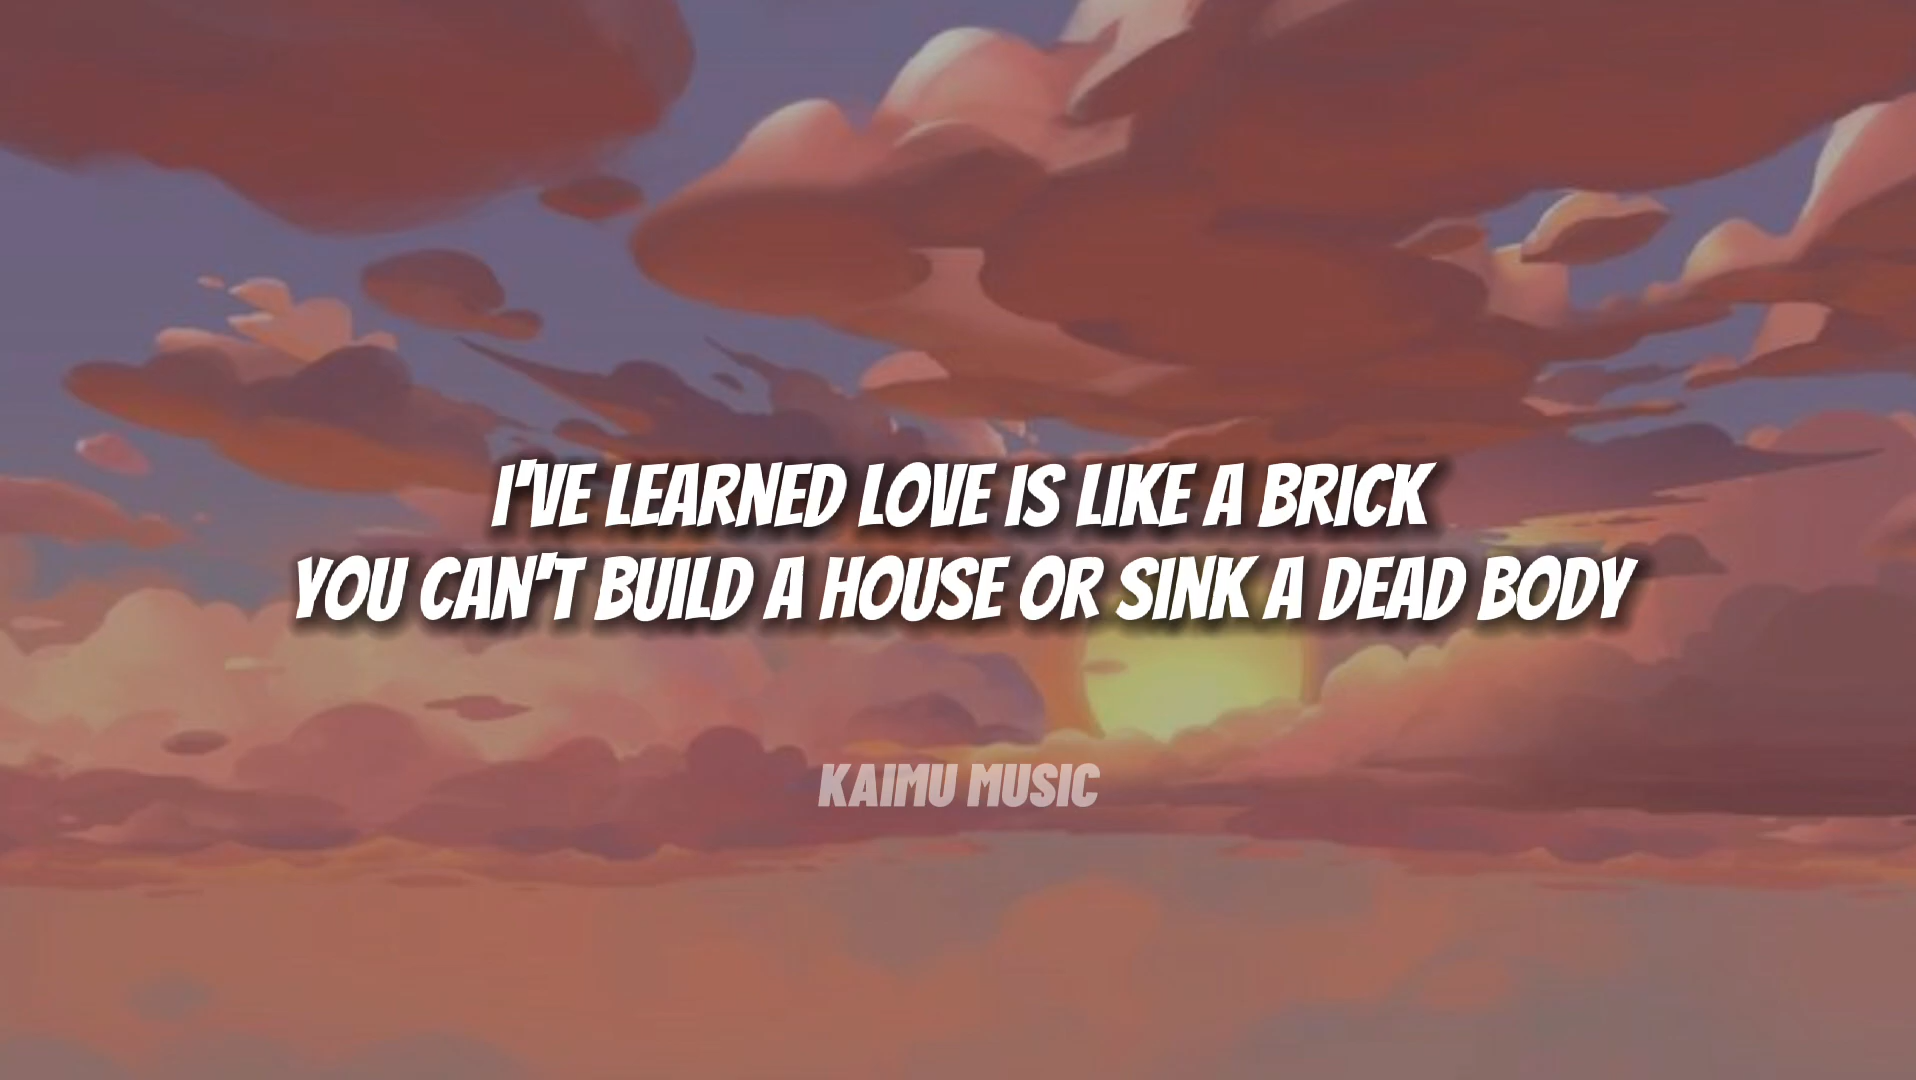 I'VE LEARNED LOVE IS LIKE A BRICK
YOU CAN'T BUILD A HOUSE OR SINK A DEAD BODY
KAIMU MUSIC